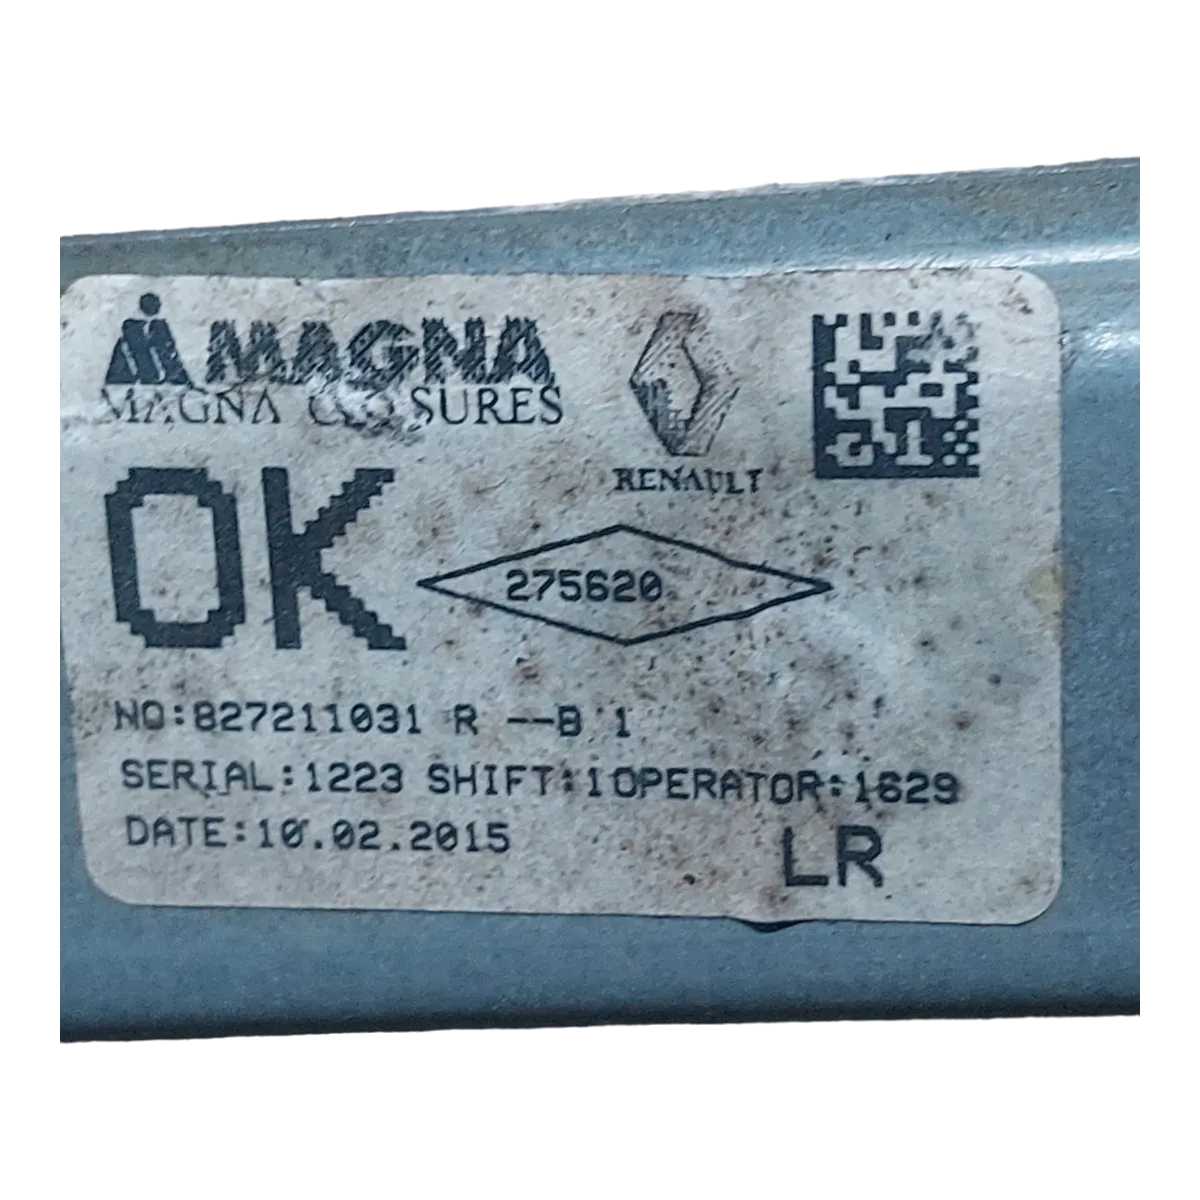 MAGNA
MAGNA CLOSURES
RENAULT
OK
275620
NO:827211031 R --B 1
SERIAL:1223 SHIFT:1OPERATOR:1629
DATE:10.02.2015
LR